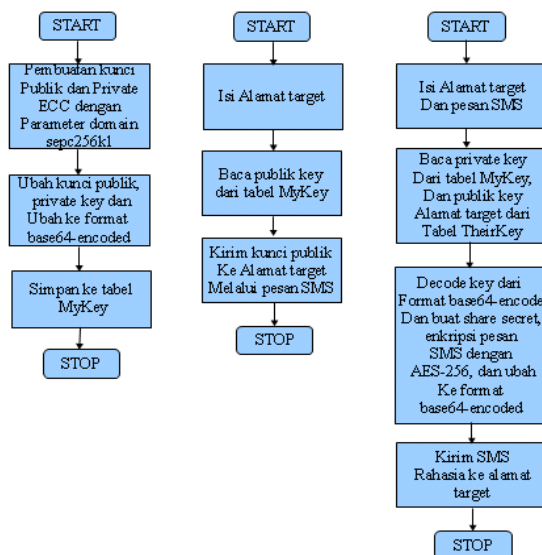 START
Pembuatan kunci
Publik dan Private
ECC dengan
Parameter domain
sepc256k1
Ubah kunci publik,
private key dan
Ubah ke format
base64-encoded
Simpan ke tabel
MyKey
STOP
START
Isi Alamat target
Baca publik key
dari tabel MyKey
Kirim kunci publik
Ke Alamat target
Melalui pesan SMS
STOP
START
Isi Alamat target
Dan pesan SMS
Baca private key
Dari tabel MyKey,
Dan publik key
Alamat target dari
Tabel TheirKey
Decode key dari
Format base64-encode
Dan buat share secret,
enkripsi pesan
SMS dengan
AES-256, dan ubah
Ke format
base64-encoded
Kirim SMS
Rahasia ke alamat
target
STOP